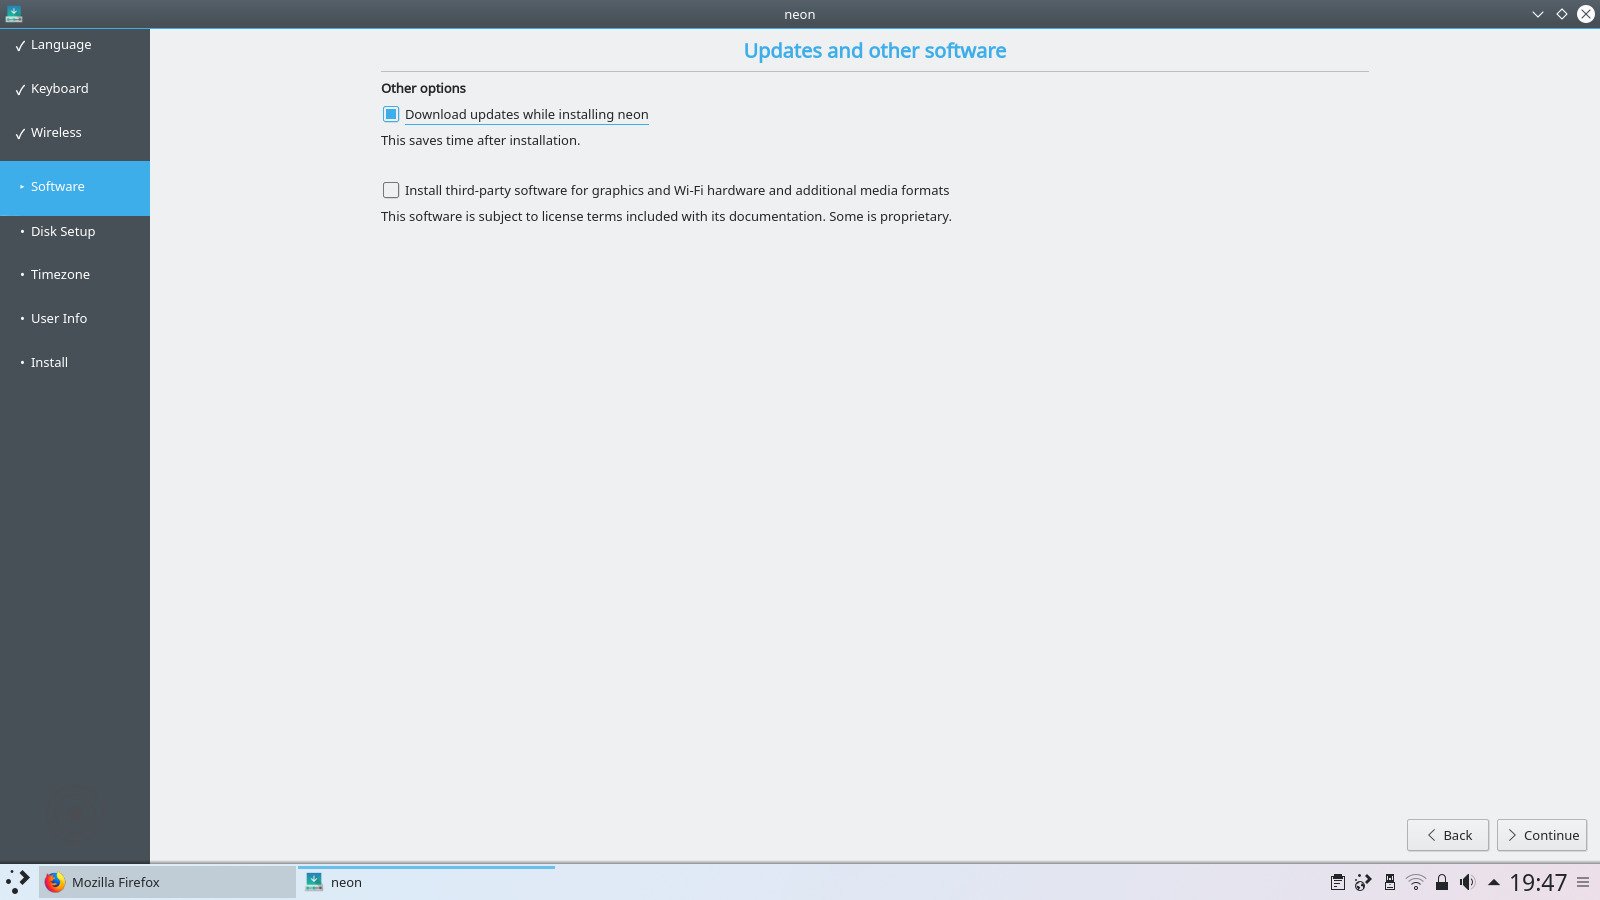 neon
Language
Keyboard
Wireless
Software
Disk Setup
Timezone
User Info
Install
Updates and other software
Other options
Download updates while installing neon
This saves time after installation.
Install third-party software for graphics and Wi-Fi hardware and additional media formats
This software is subject to license terms included with its documentation. Some is proprietary.
Back
Continue
Mozilla Firefox
neon
19:47